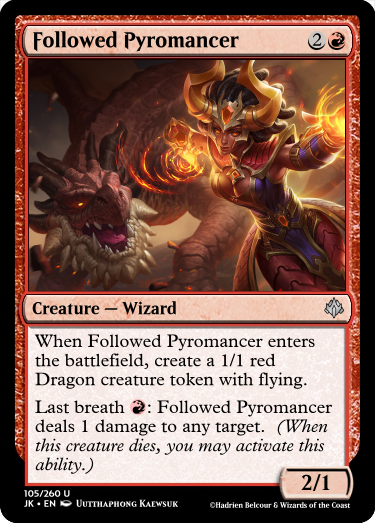 Followed Pyromancer 2
Creature — Wizard
When Followed Pyromancer enters
the battlefield, create a 1/1 red
Dragon creature token with flying.
Last breath : Followed Pyromancer
deals 1 damage to any target. (When
this creature dies, you may activate this
ability.)
2/1
105/260 U
JK • EN Uutthaphong Kaewsuk
©Hadrien Belcour & Wizards of the Coast